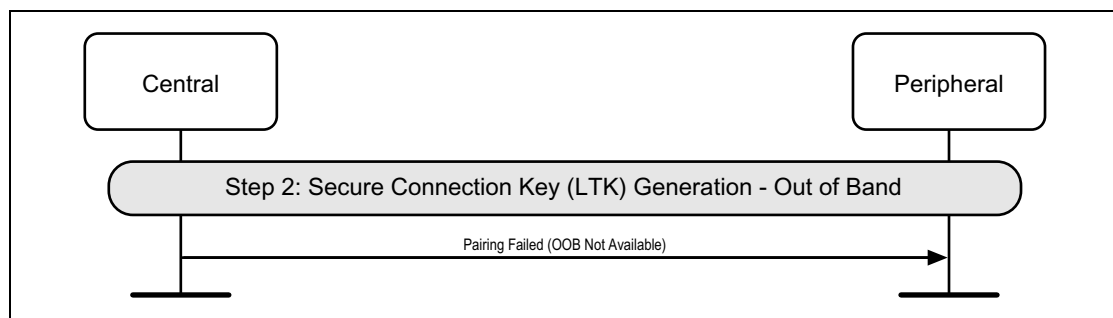 Central
Peripheral
Step 2: Secure Connection Key (LTK) Generation - Out of Band
Pairing Failed (OOB Not Available)